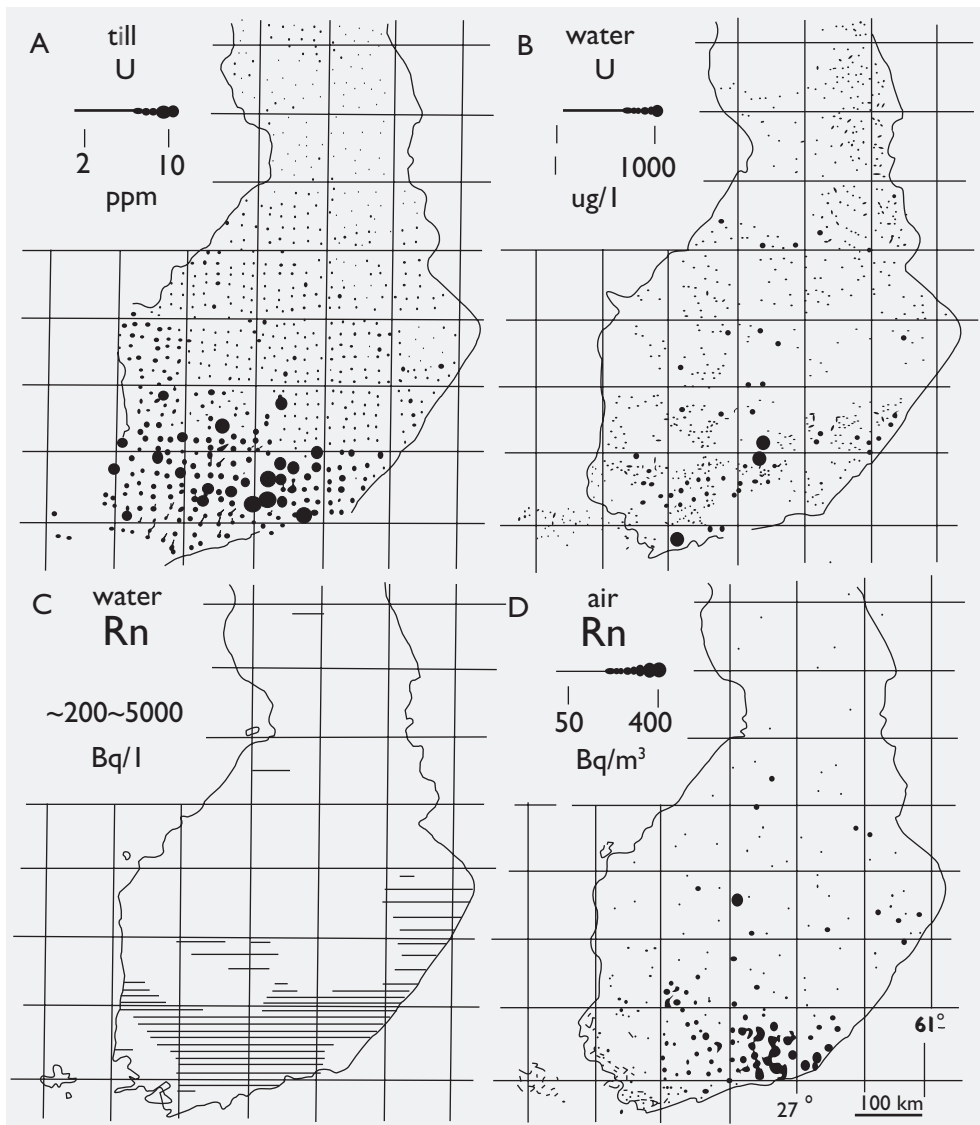 A
till
U
2
10
ppm
B
water
U
|
1000
ug/l
C
water
Rn
~200~5000
Bq/l
D
air
Rn
50
400
Bq/m³
61°
27°
100 km